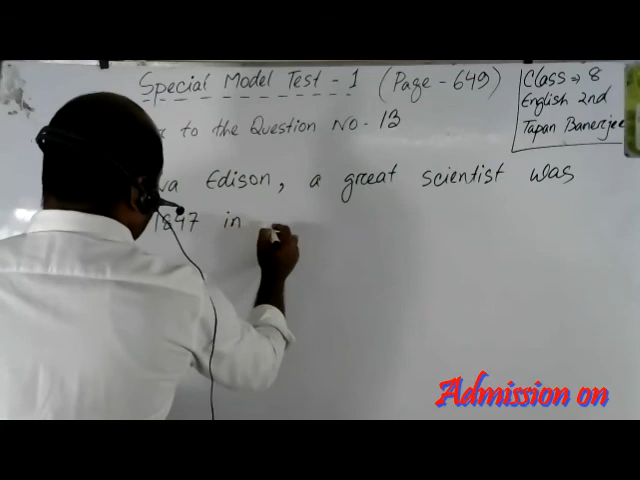 Special Model Test - 1 (Page - 649)
Class => 8
English 2nd
Tapan Banerjee
to the Question No - 13
va Edison, a great scientist was
1847 in
Admission on